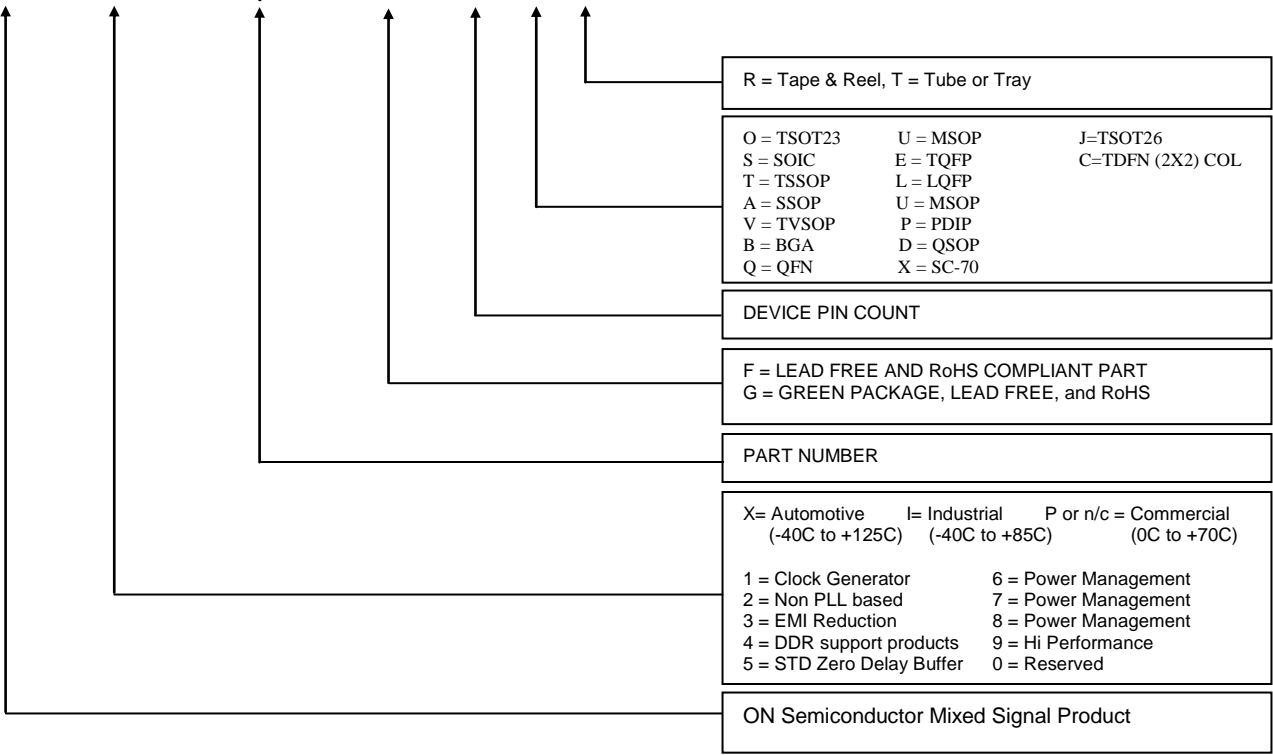 R = Tape & Reel, T = Tube or Tray
O = TSOT23 U = MSOP J=TSOT26
S = SOIC E = TQFP C=TDFN (2X2) COL
T = TSSOP L = LQFP
A = SSOP U = MSOP
V = TVSOP P = PDIP
B = BGA D = QSOP
Q = QFN X = SC-70
DEVICE PIN COUNT
F = LEAD FREE AND RoHS COMPLIANT PART
G = GREEN PACKAGE, LEAD FREE, and RoHS
PART NUMBER
X= Automotive I= Industrial P or n/c = Commercial
(-40C to +125C) (-40C to +85C) (0C to +70C)
1 = Clock Generator 6 = Power Management
2 = Non PLL based 7 = Power Management
3 = EMI Reduction 8 = Power Management
4 = DDR support products 9 = Hi Performance
5 = STD Zero Delay Buffer 0 = Reserved
ON Semiconductor Mixed Signal Product